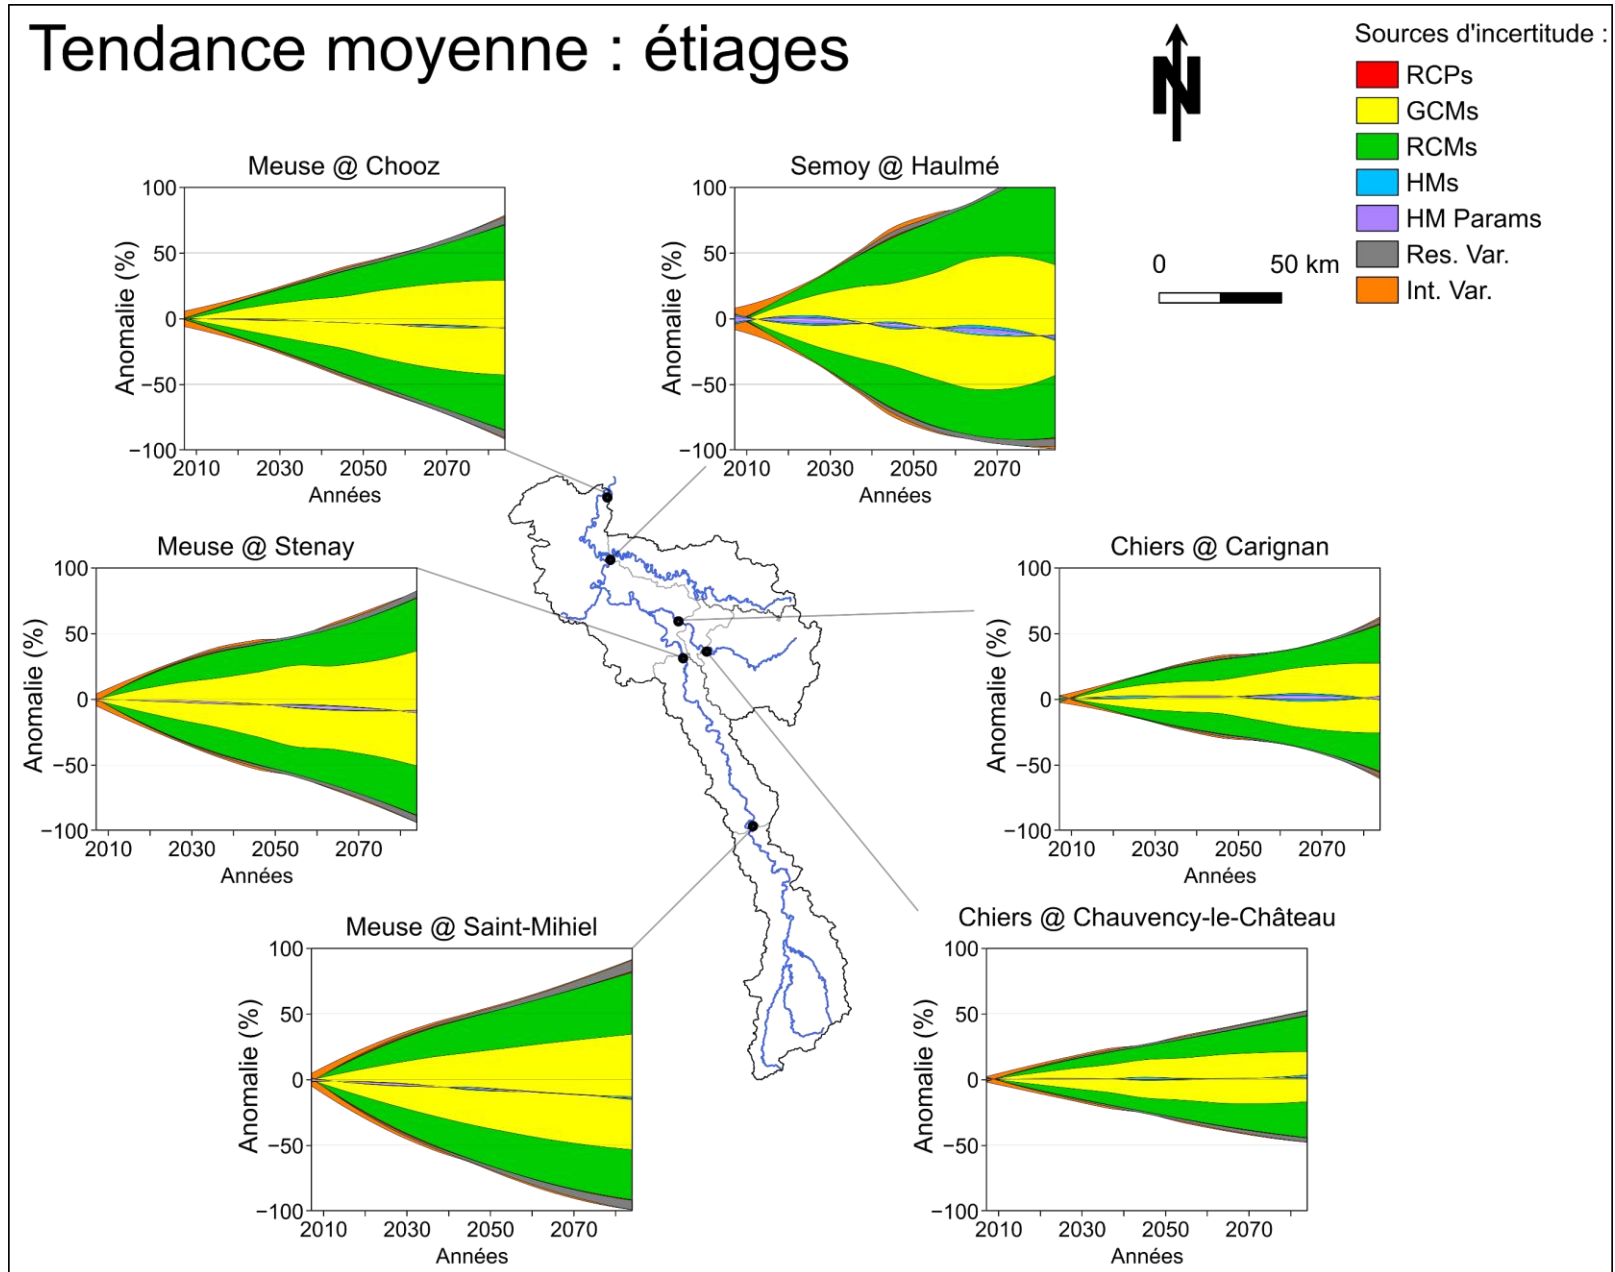 Tendance moyenne : étiages
N
Sources d'incertitude :
RCPs
GCMs
RCMs
HMs
HM Params
Res. Var.
Int. Var.
0 50 km
Meuse @ Chooz
Anomalie (%)
100
50
0
−50
−100
2010 2030 2050 2070
Années
Semoy @ Haulmé
Anomalie (%)
100
50
0
−50
−100
2010 2030 2050 2070
Années
Meuse @ Stenay
Anomalie (%)
100
50
0
−50
−100
2010 2030 2050 2070
Années
Chiers @ Carignan
Anomalie (%)
100
50
0
−50
−100
2010 2030 2050 2070
Années
Meuse @ Saint-Mihiel
Anomalie (%)
100
50
0
−50
−100
2010 2030 2050 2070
Années
Chiers @ Chauvency-le-Château
Anomalie (%)
100
50
0
−50
−100
2010 2030 2050 2070
Années